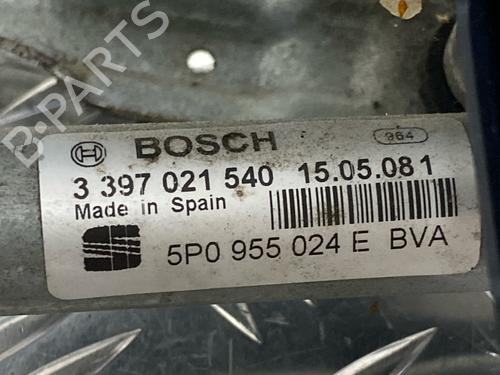 B-PARTS
BOSCH 964
3 397 021 540 15.05.08 1
Made in Spain
5P0 955 024 E BVA